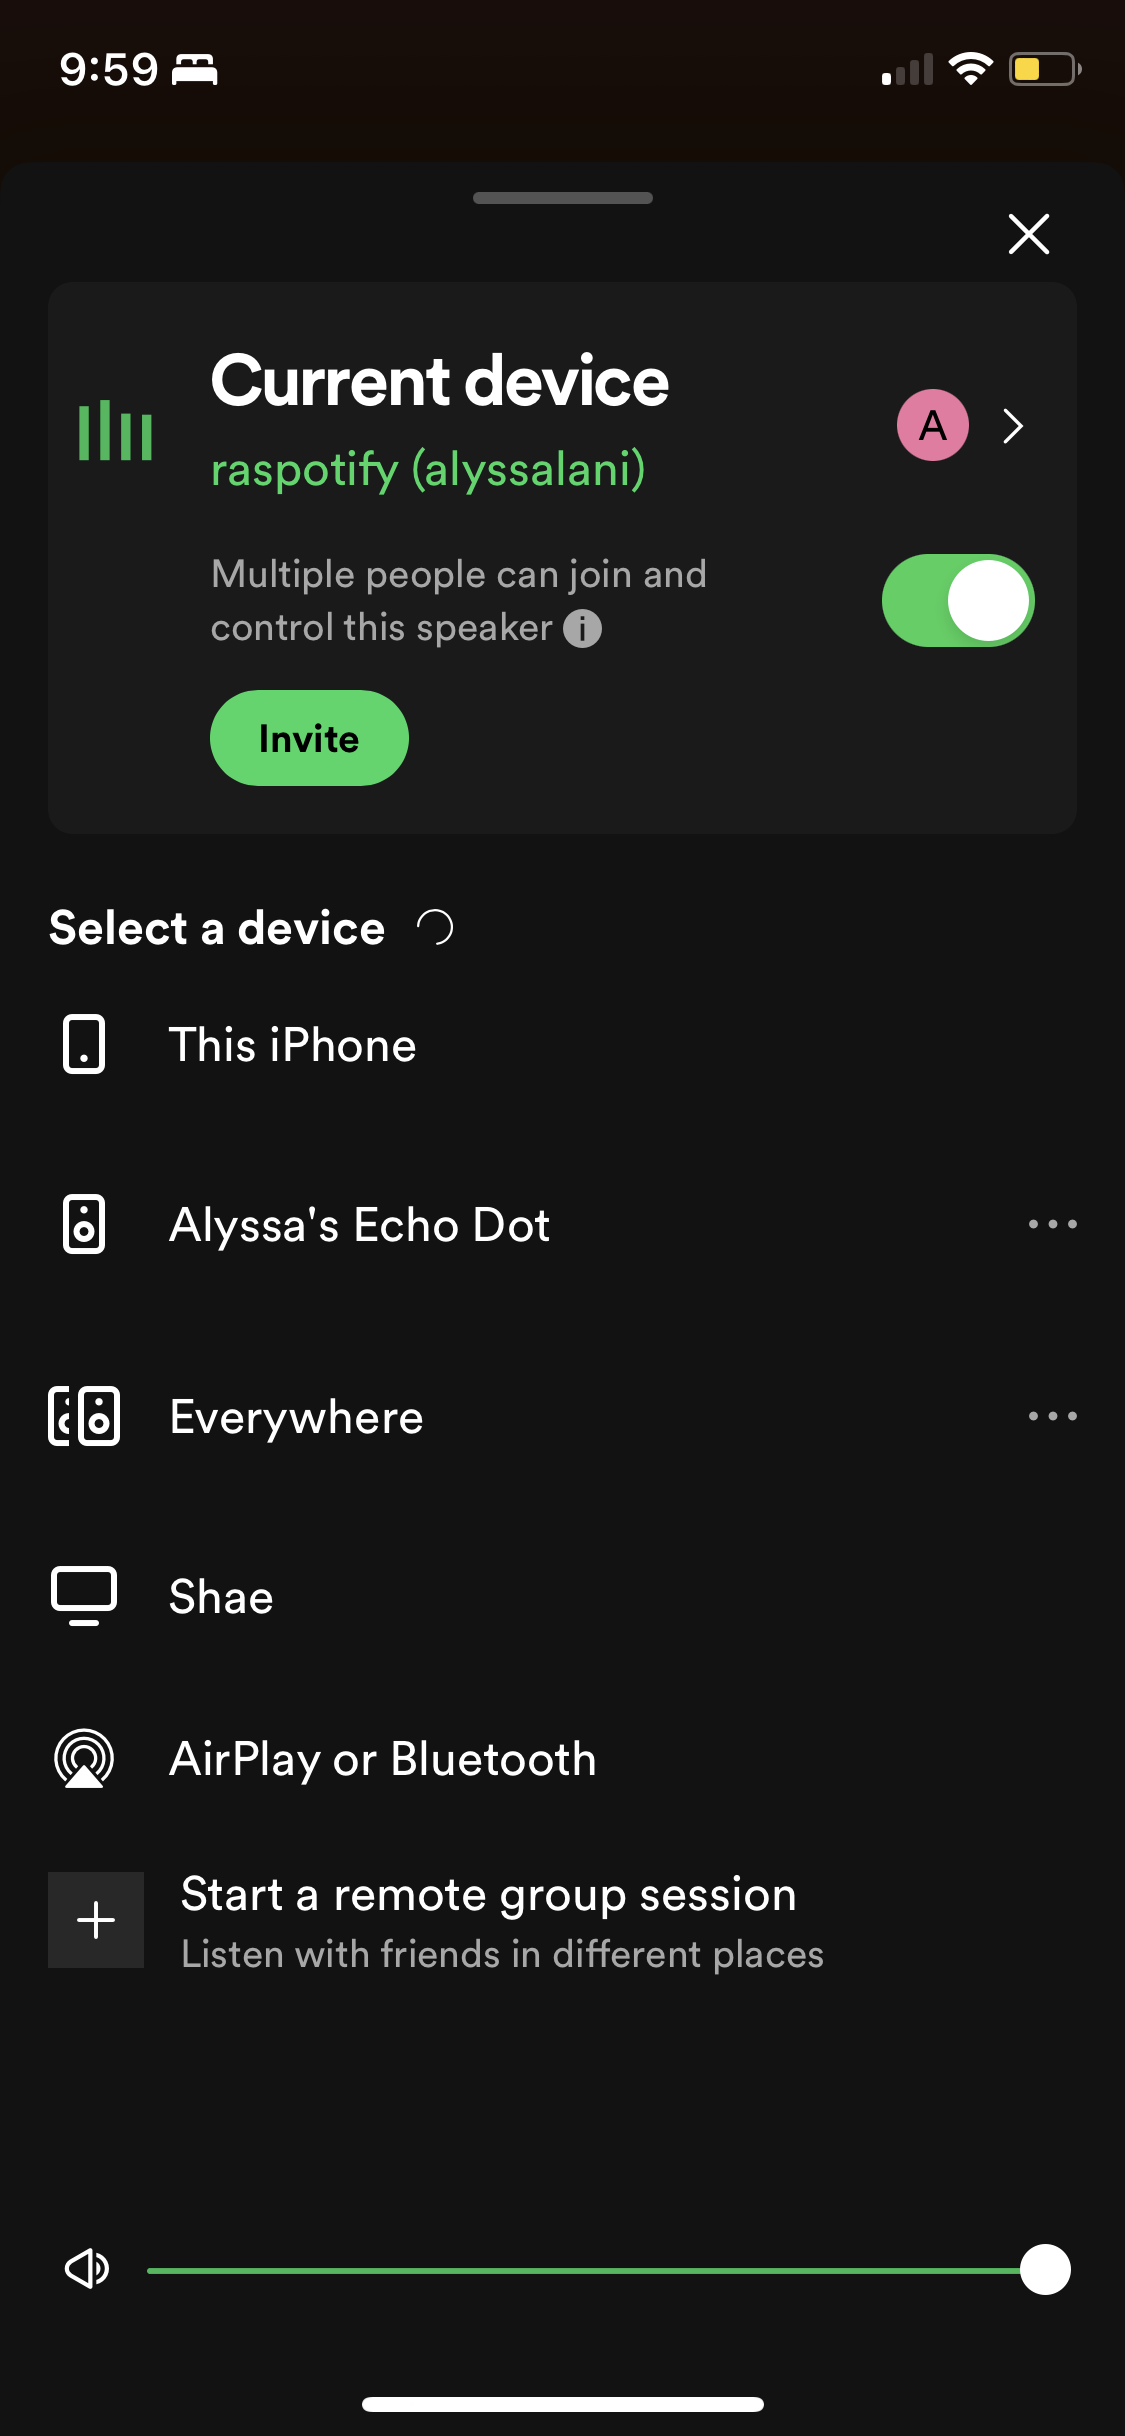 9:59
Current device
A
raspotify (alyssalani)
Multiple people can join and
control this speaker
Invite
Select a device
This iPhone
Alyssa's Echo Dot
Everywhere
Shae
AirPlay or Bluetooth
Start a remote group session
Listen with friends in different places